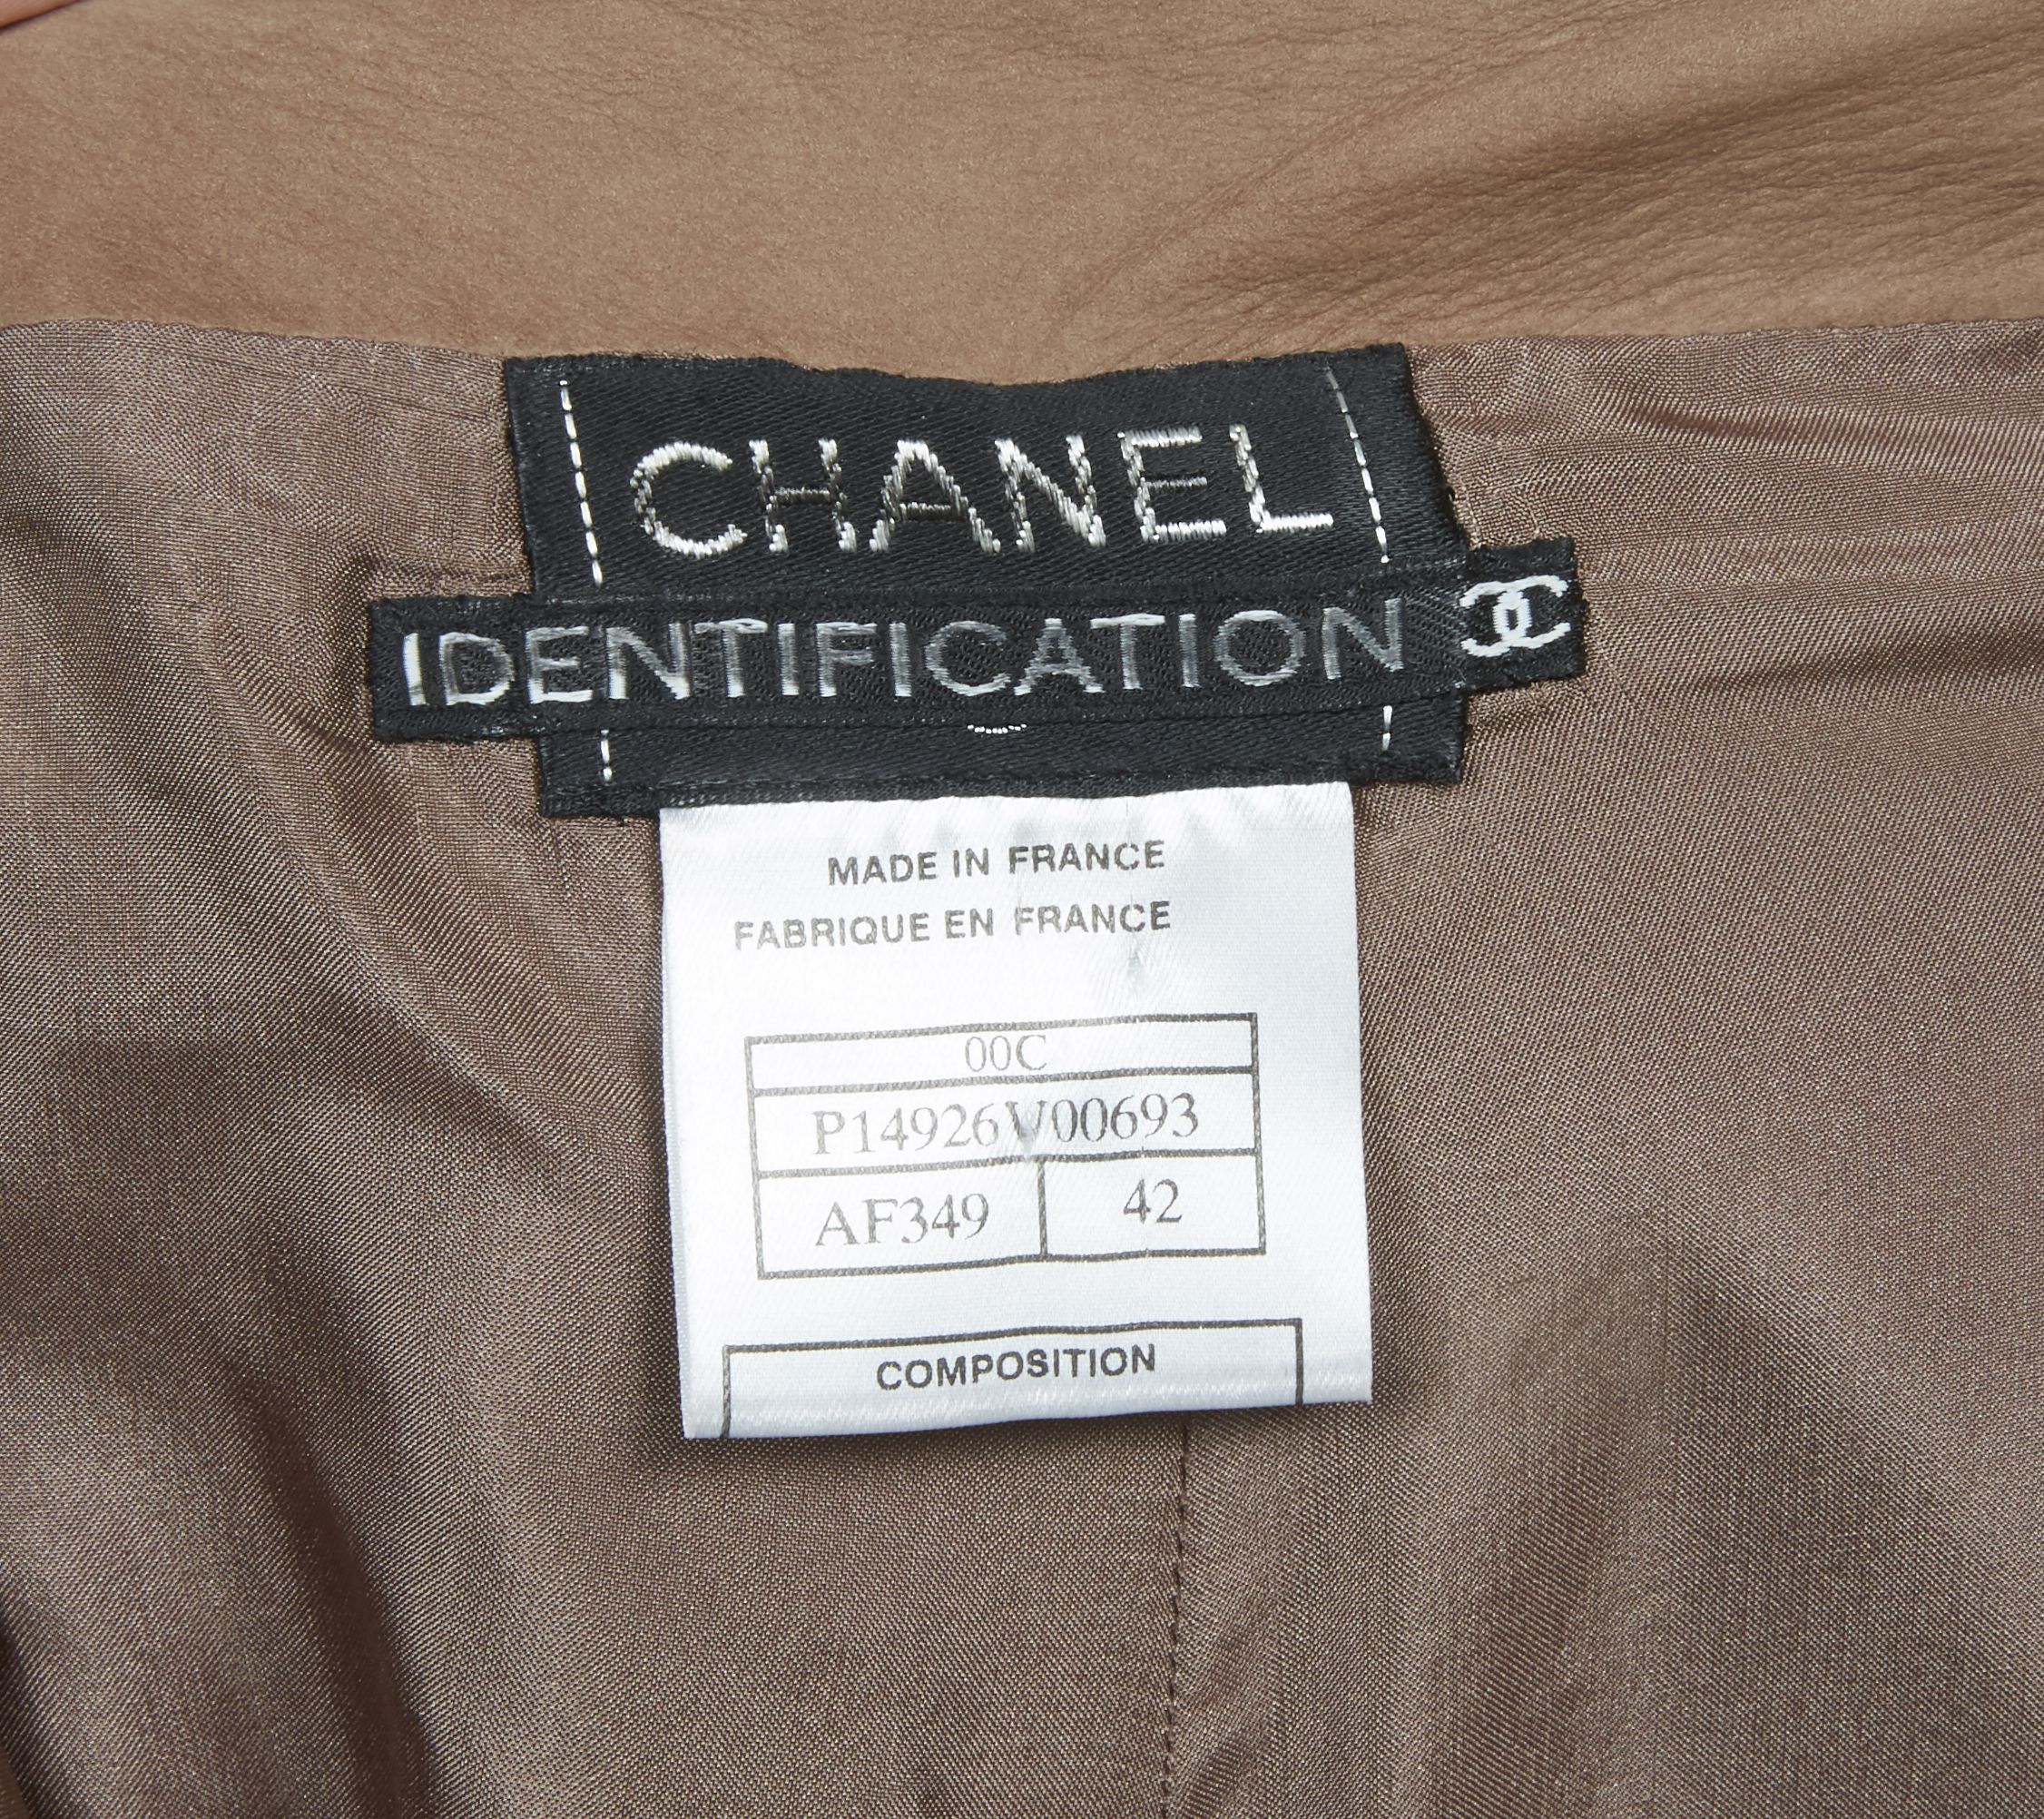 CHANEL
IDENTIFICATION
MADE IN FRANCE
FABRIQUE EN FRANCE
00C
P14926V00693
AF349 42
COMPOSITION